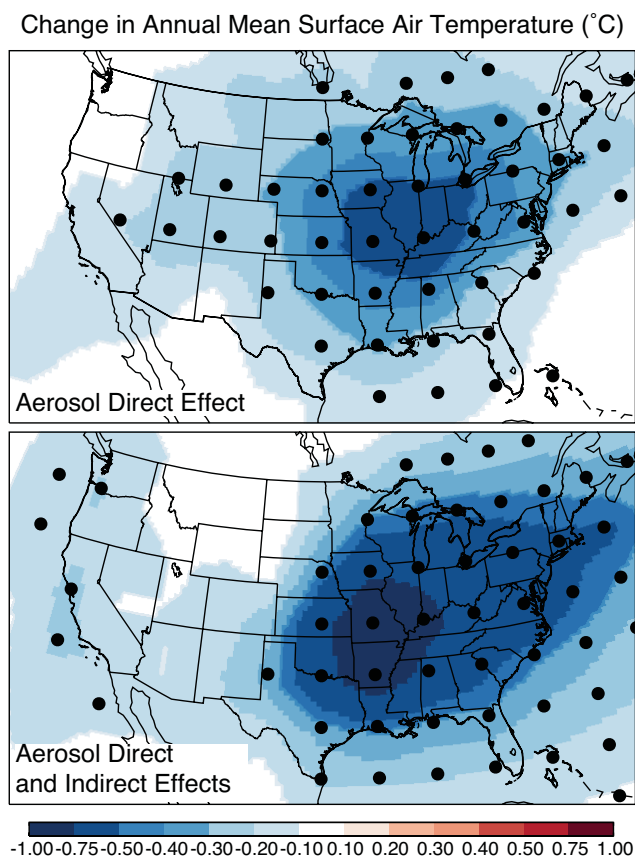 Change in Annual Mean Surface Air Temperature (˚C)
Aerosol Direct Effect
Aerosol Direct
and Indirect Effects
-1.00 -0.75 -0.50 -0.40 -0.30 -0.20 -0.10 0.10 0.20 0.30 0.40 0.50 0.75 1.00